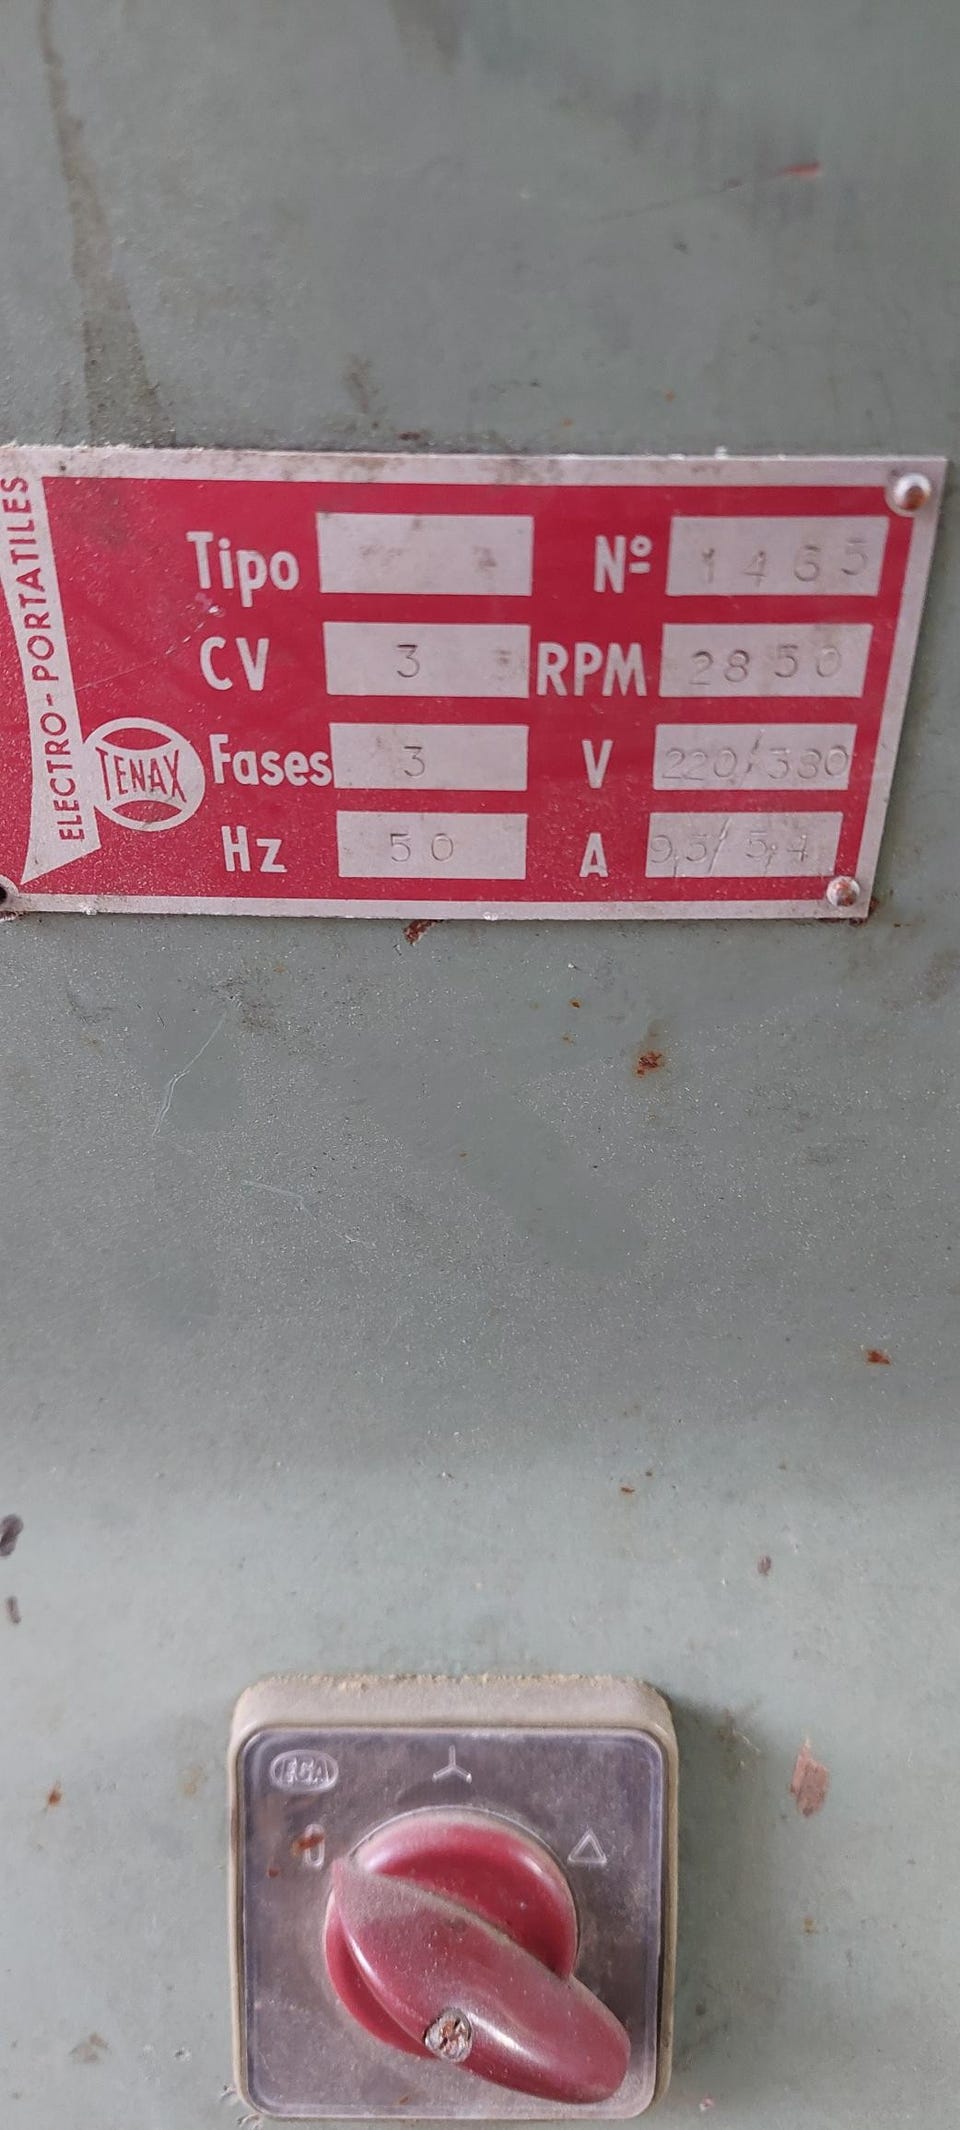 ELECTRO-PORTATILES
TENAX
Tipo Nº 1465
CV 3 RPM 2850
Fases 3 V 220/380
Hz 50 A 9,5/5,4
EGA
0